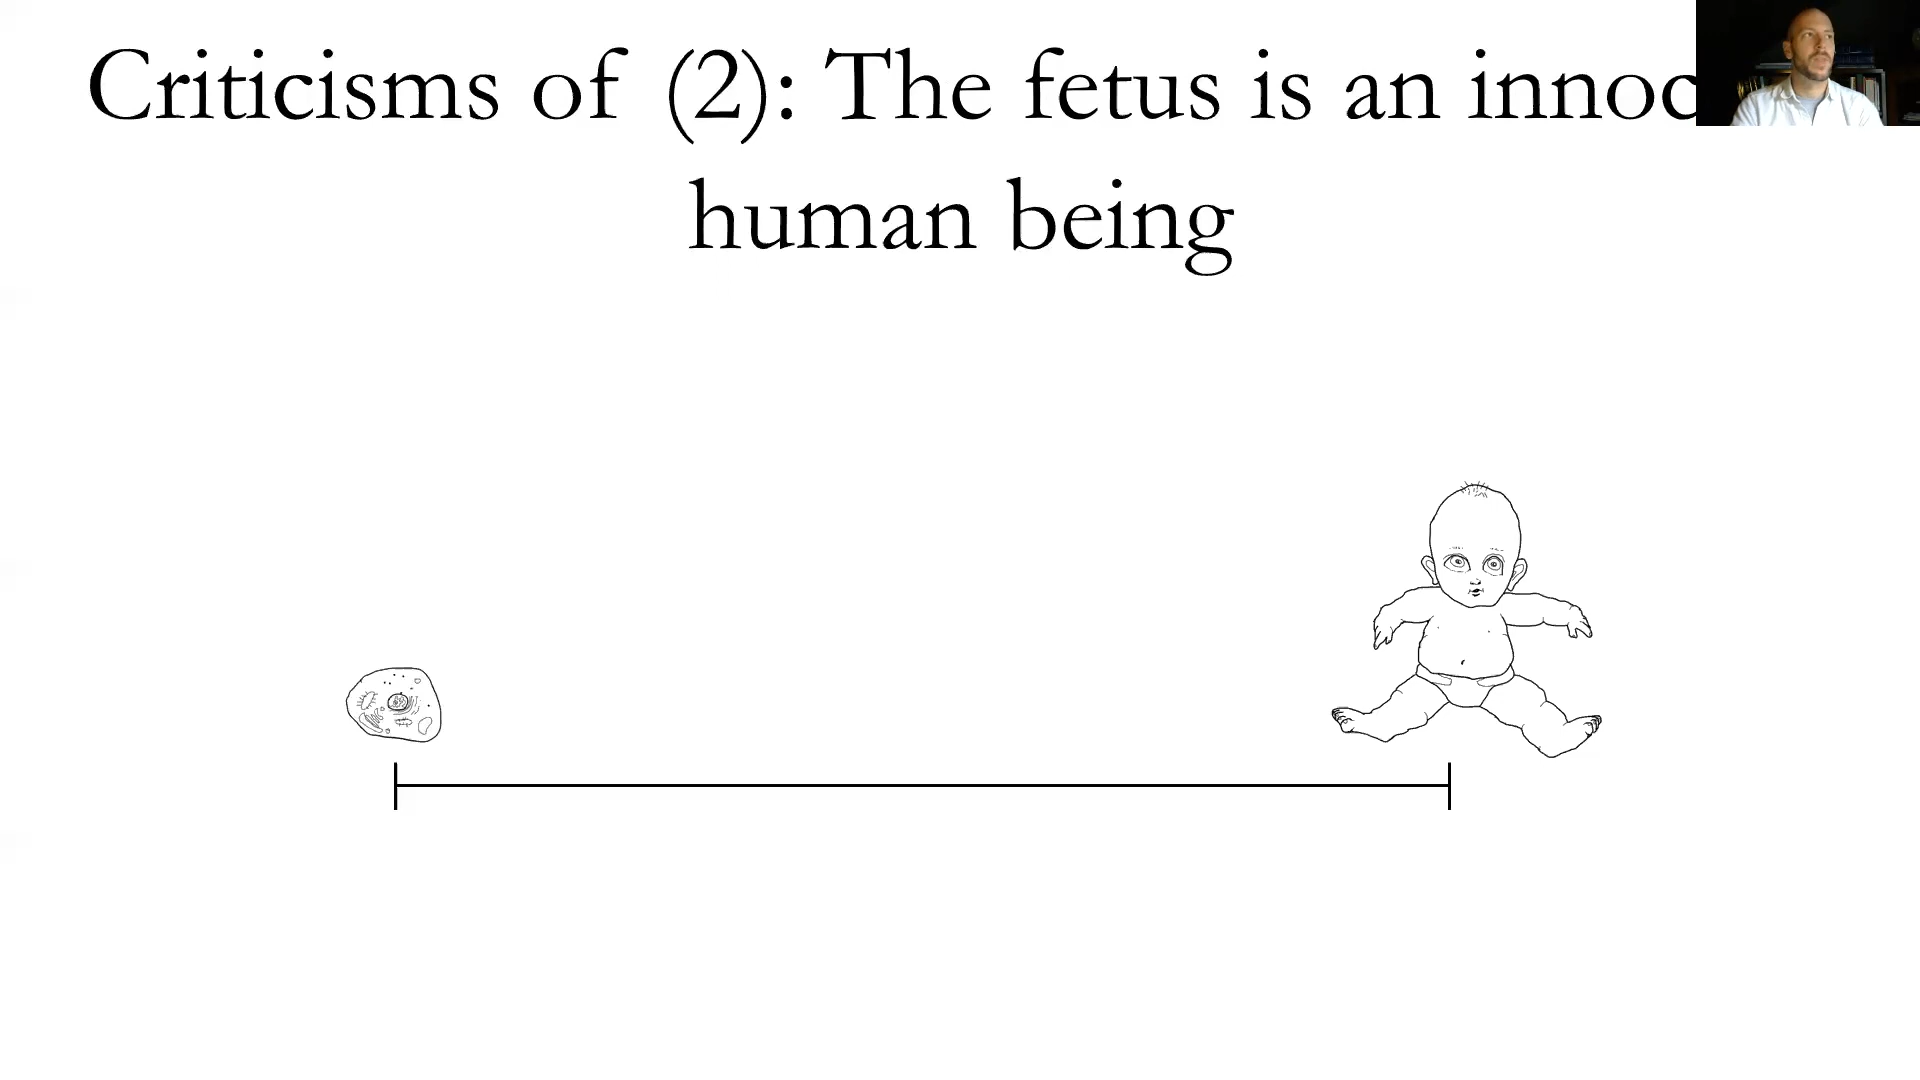 Criticisms of (2): The fetus is an innoc
human being